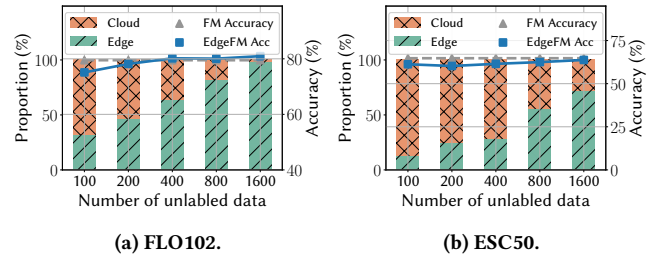 Cloud
Edge
FM Accuracy
EdgeFM Acc
Proportion (%)
100
50
0
80
60
40
Accuracy (%)
100 200 400 800 1600
Number of unlabled data
(a) FLO102.
Cloud
Edge
FM Accuracy
EdgeFM Acc
Proportion (%)
100
50
0
75
50
25
0
Accuracy (%)
100 200 400 800 1600
Number of unlabled data
(b) ESC50.